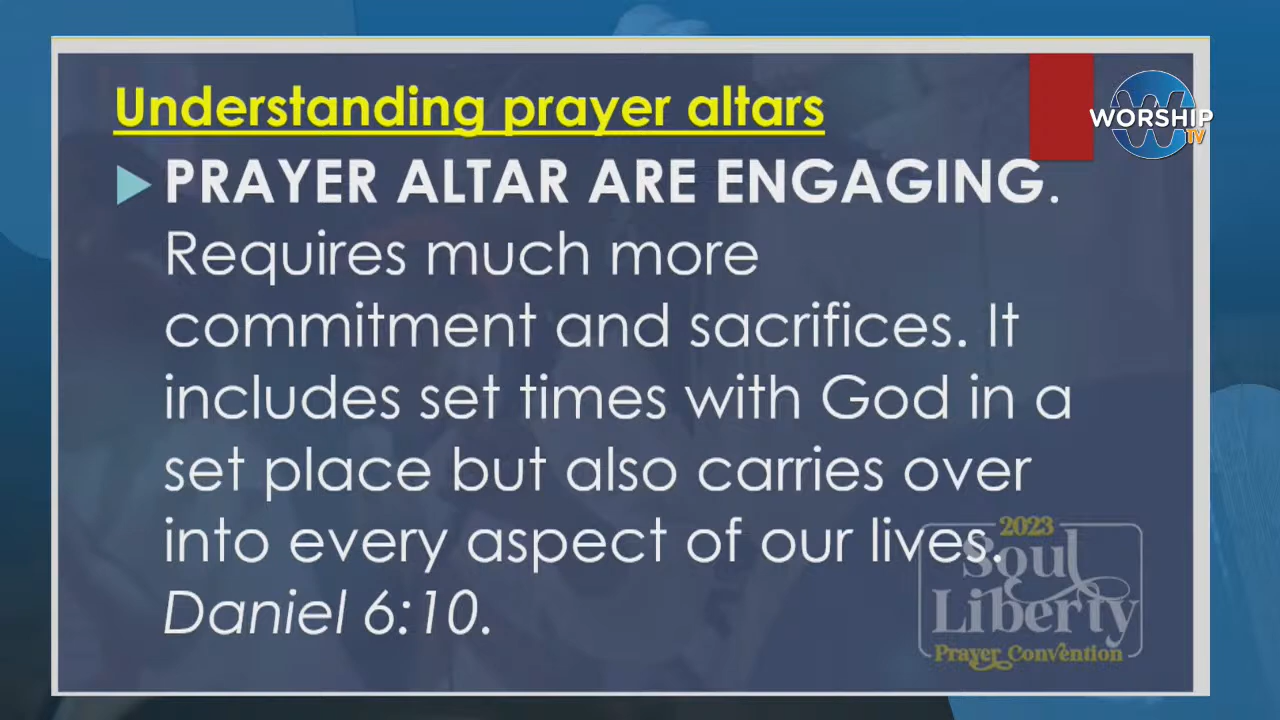 Understanding prayer altars
WORSHIP
TV
PRAYER ALTAR ARE ENGAGING.
Requires much more
commitment and sacrifices. It
includes set times with God in a
set place but also carries over
into every aspect of our lives.
Daniel 6:10.
2023
Soul
Liberty
Prayer Convention